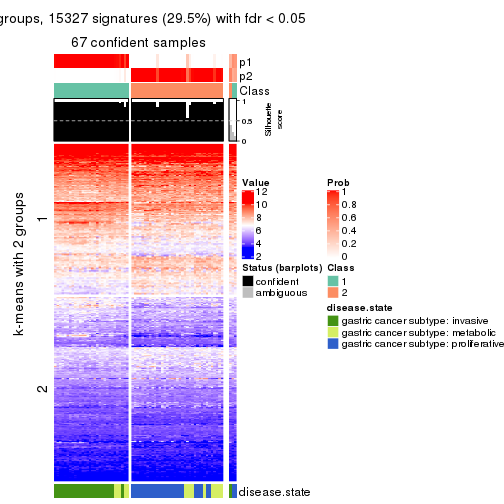 groups, 15327 signatures (29.5%) with fdr < 0.05
67 confident samples
p1
p2
Class
1
0.5
0
Silhouette
score
k-means with 2 groups
1
2
Value
12
10
8
6
4
2
Prob
1
0.8
0.6
0.4
0.2
0
Status (barplots)
confident
ambiguous
Class
1
2
disease.state
gastric cancer subtype: invasive
gastric cancer subtype: metabolic
gastric cancer subtype: proliferative
disease.state